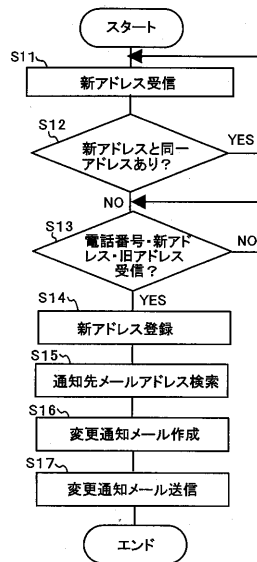 スタート
S11
新アドレス受信
S12
新アドレスと同一
アドレスあり？
YES
NO
S13
電話番号・新アド
レス・旧アドレス
受信？
NO
YES
S14
新アドレス登録
S15
通知先メールアドレス検索
S16
変更通知メール作成
S17
変更通知メール送信
エンド